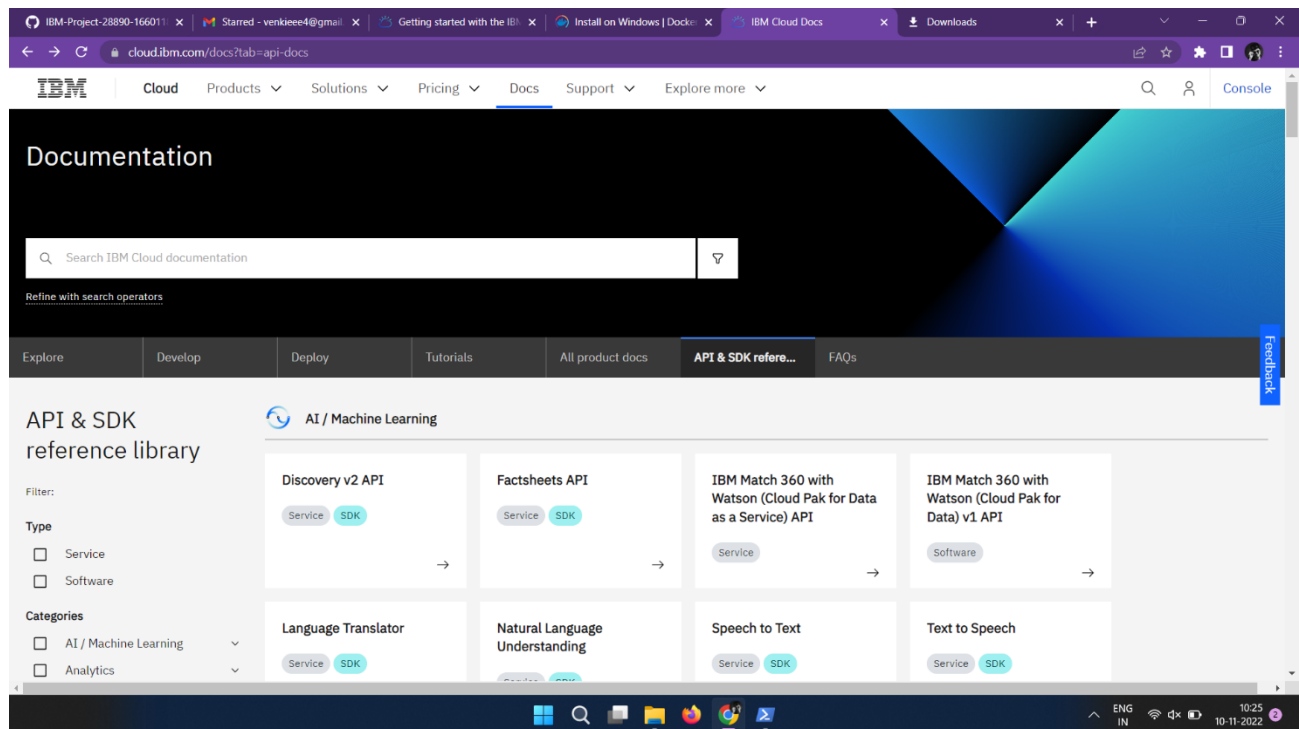 IBM-Project-28890-166011
Starred - venkieee4@gmail.
Getting started with the IBM
Install on Windows | Docker
IBM Cloud Docs
Downloads
cloud.ibm.com/docs?tab=api-docs
IBM
Cloud
Products
Solutions
Pricing
Docs
Support
Explore more
Console
Documentation
Search IBM Cloud documentation
Refine with search operators
Feedback
Explore
Develop
Deploy
Tutorials
All product docs
API & SDK refere...
FAQs
API & SDK
reference library
Filter:
Type
Service
Software
Categories
AI / Machine Learning
Analytics
AI / Machine Learning
Discovery v2 API
Service SDK
Factsheets API
Service SDK
IBM Match 360 with
Watson (Cloud Pak for Data
as a Service) API
Service
IBM Match 360 with
Watson (Cloud Pak for
Data) v1 API
Software
Language Translator
Service SDK
Natural Language
Understanding
Service SDK
Speech to Text
Service SDK
Text to Speech
Service SDK
ENG
IN
10:25
10-11-2022
2